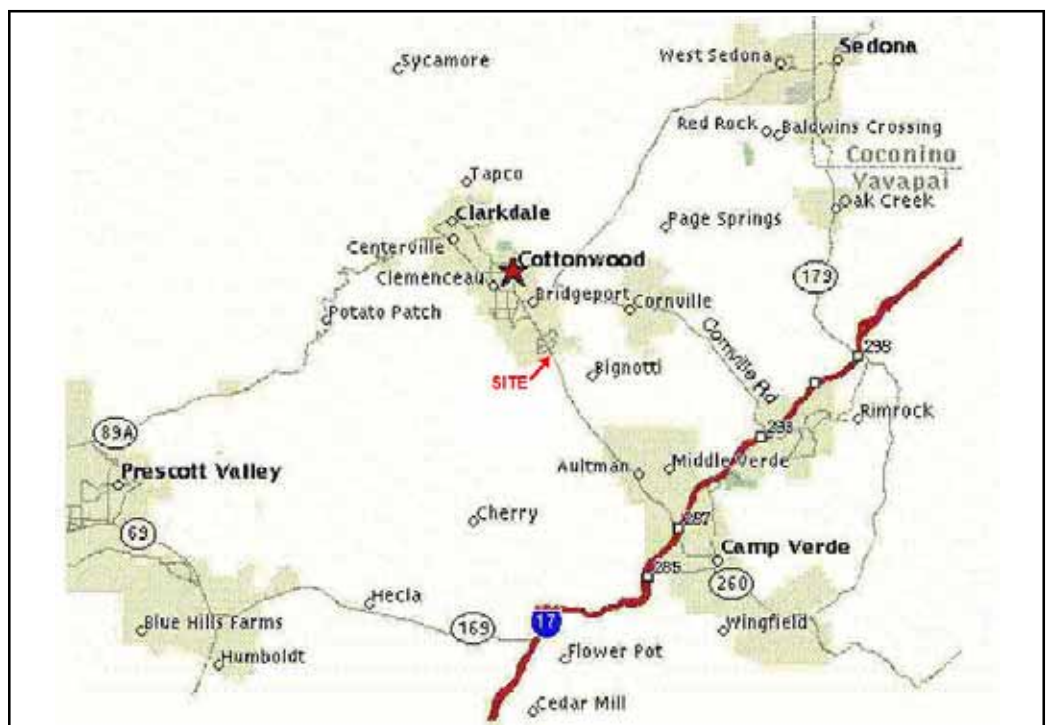 Sedona
West Sedona
Sycamore
Red Rock
Baldwins Crossing
Coconino
Yavapai
Tapco
Oak Creek
Clarkdale
Page Springs
Centerville
Cottonwood
Clemenceau
179
Bridgeport
Cornville
Potato Patch
Cornville Rd
298
Bignotti
SITE
Rimrock
89A
293
Prescott Valley
Aultman
Middle Verde
Cherry
287
69
Camp Verde
285
260
Hecla
17
Blue Hills Farms
169
Wingfield
Flower Pot
Humboldt
Cedar Mill